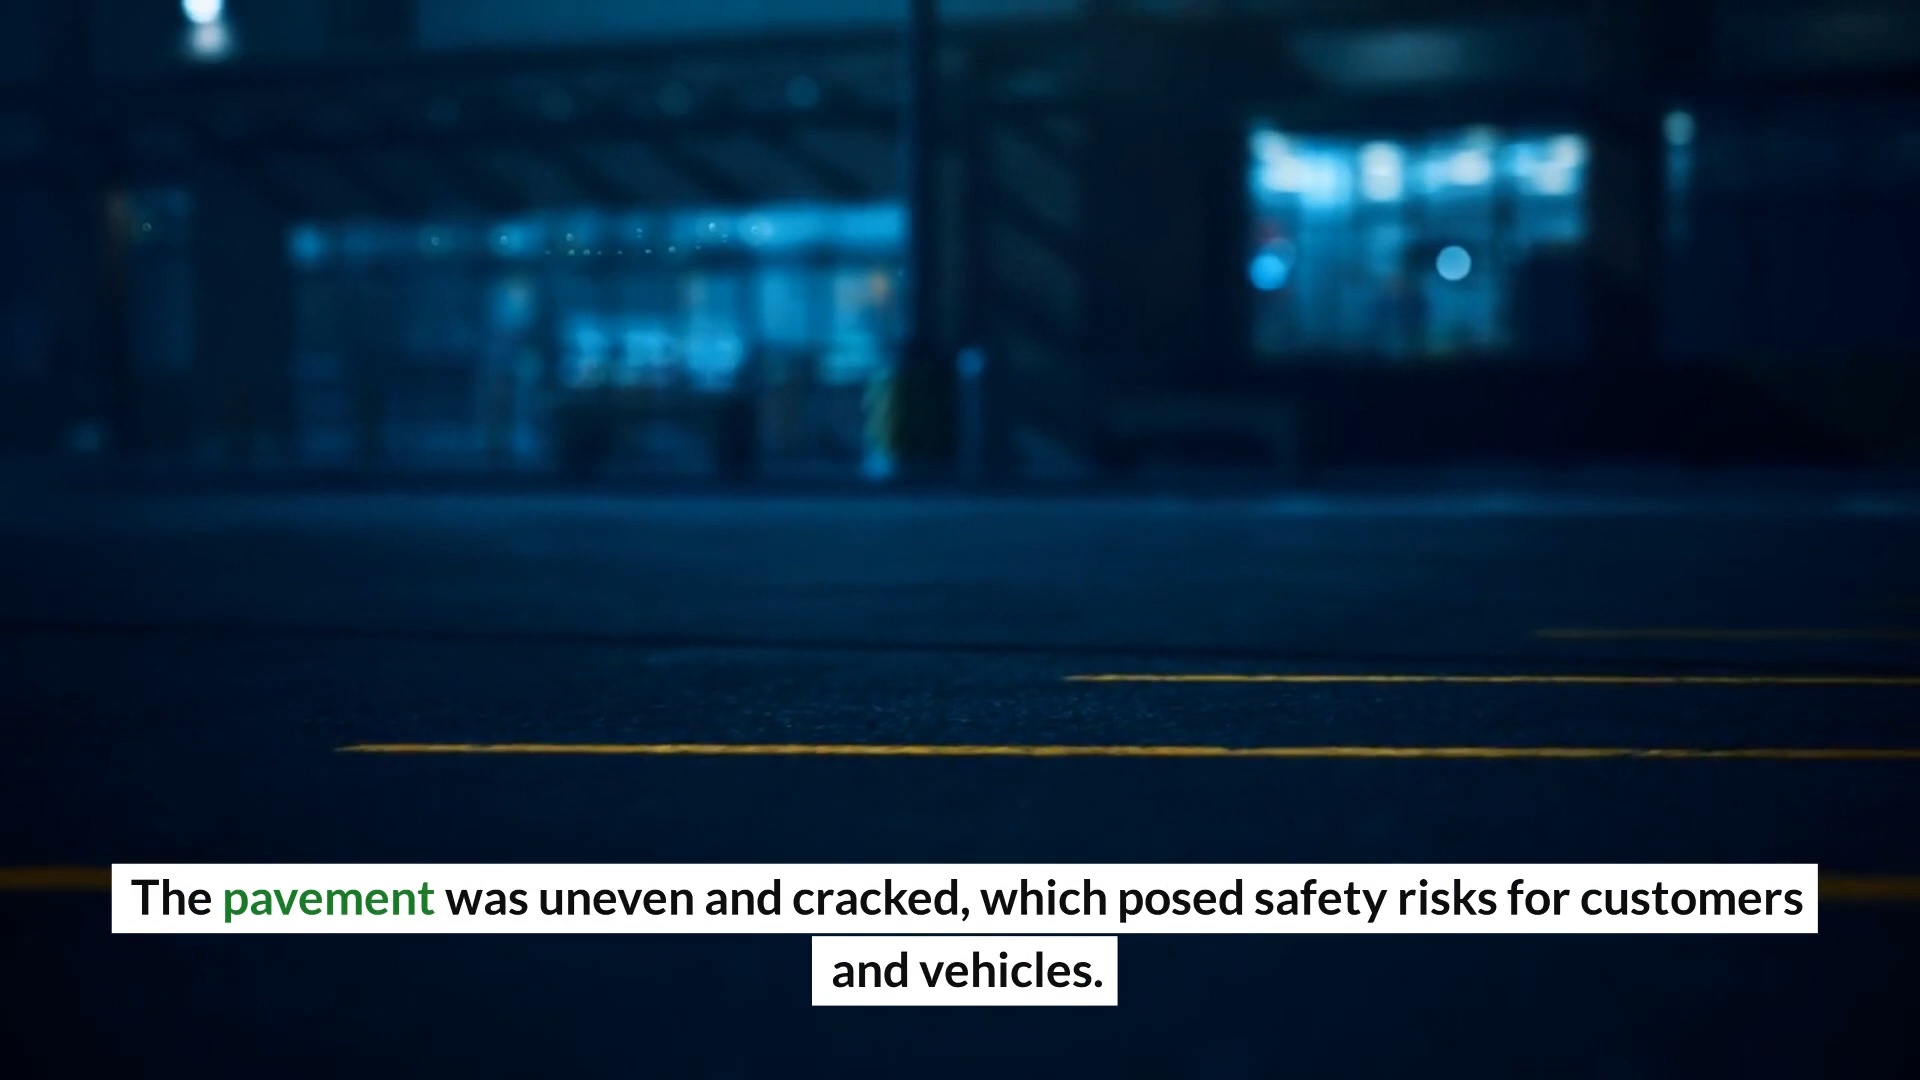 The pavement was uneven and cracked, which posed safety risks for customers
and vehicles.